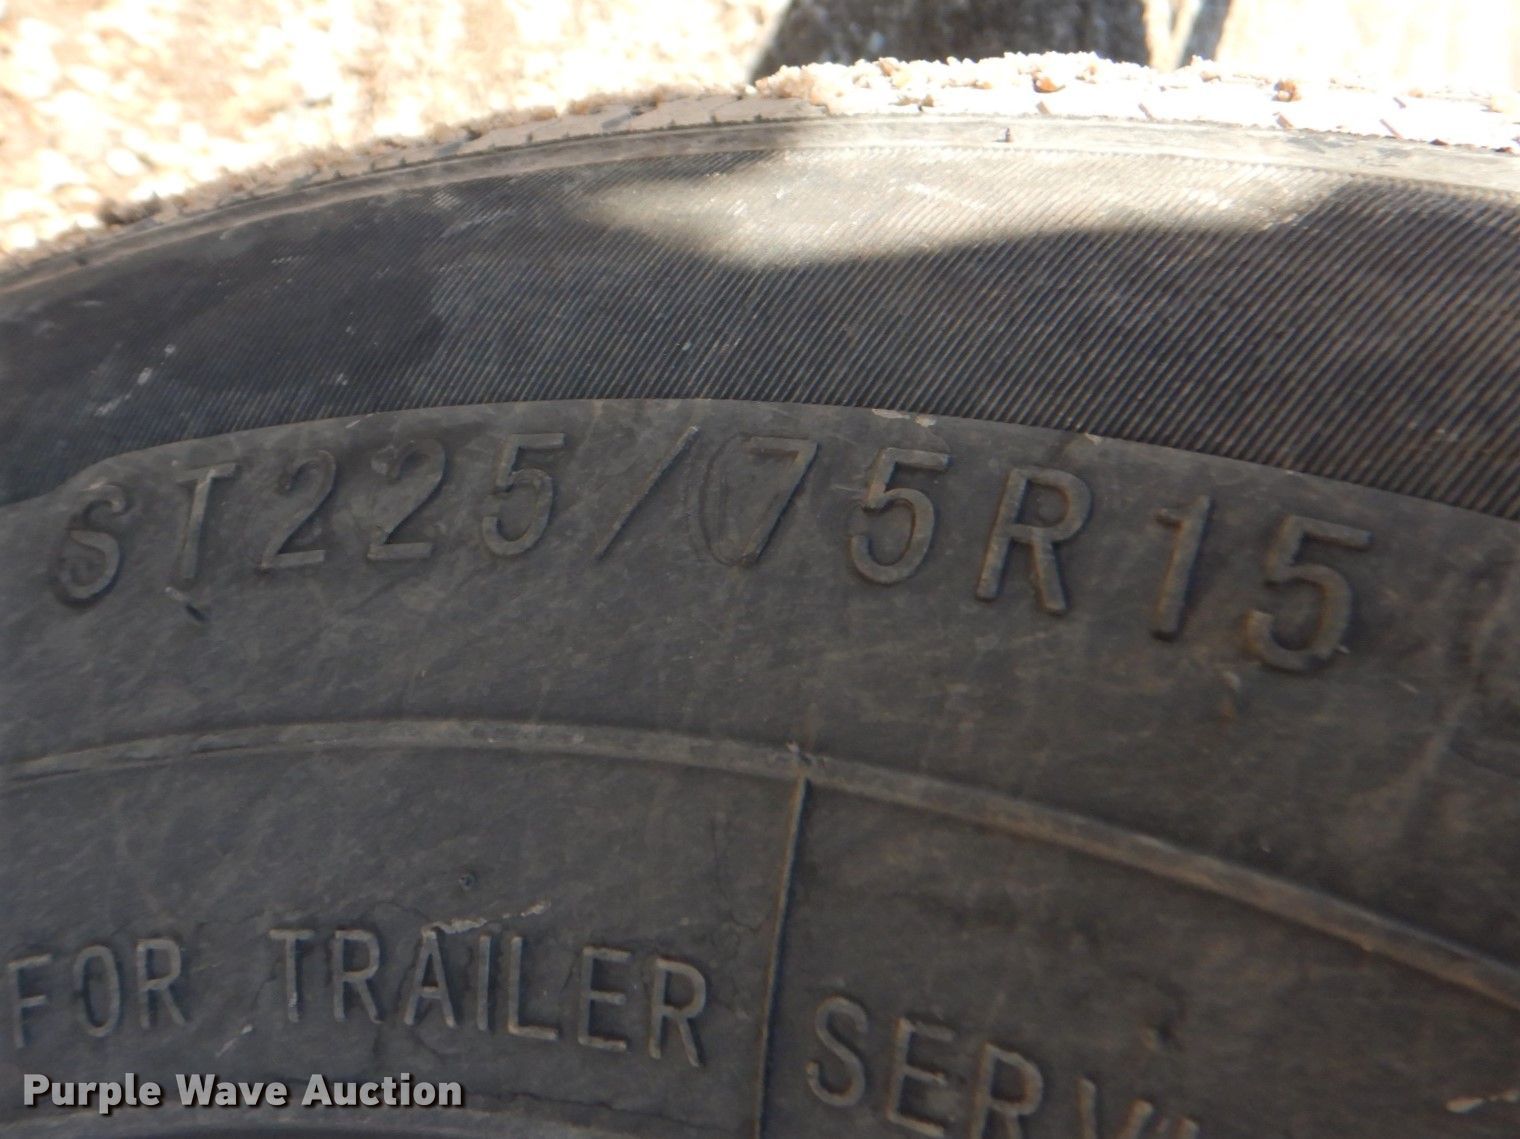 ST225/75R15
FOR TRAILER
Purple Wave Auction